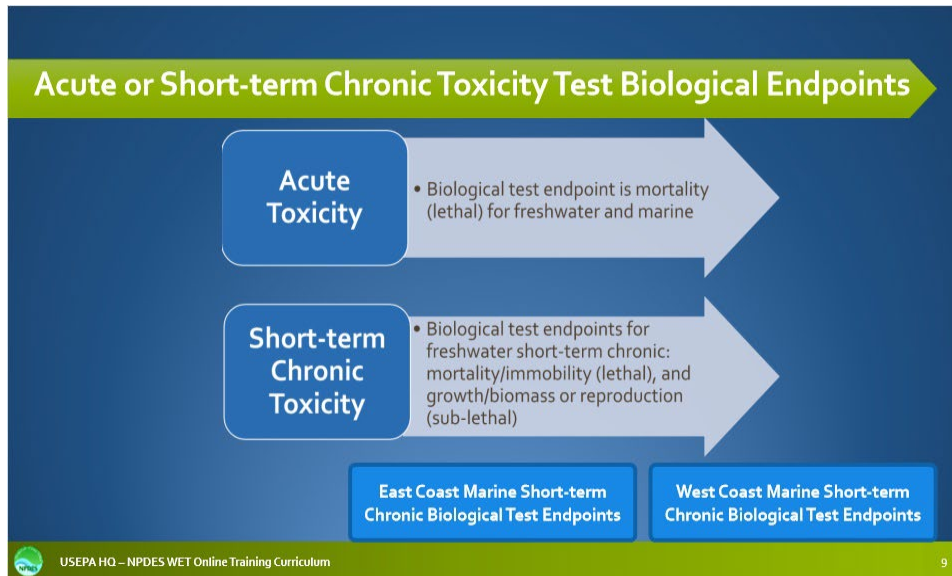 Acute or Short-term Chronic Toxicity Test Biological Endpoints
Acute
Toxicity
• Biological test endpoint is mortality
(lethal) for freshwater and marine
Short-term
Chronic
Toxicity
• Biological test endpoints for
freshwater short-term chronic:
mortality/immobility (lethal), and
growth/biomass or reproduction
(sub-lethal)
East Coast Marine Short-term
Chronic Biological Test Endpoints
West Coast Marine Short-term
Chronic Biological Test Endpoints
NPDES
USEPA HQ – NPDES WET Online Training Curriculum
9